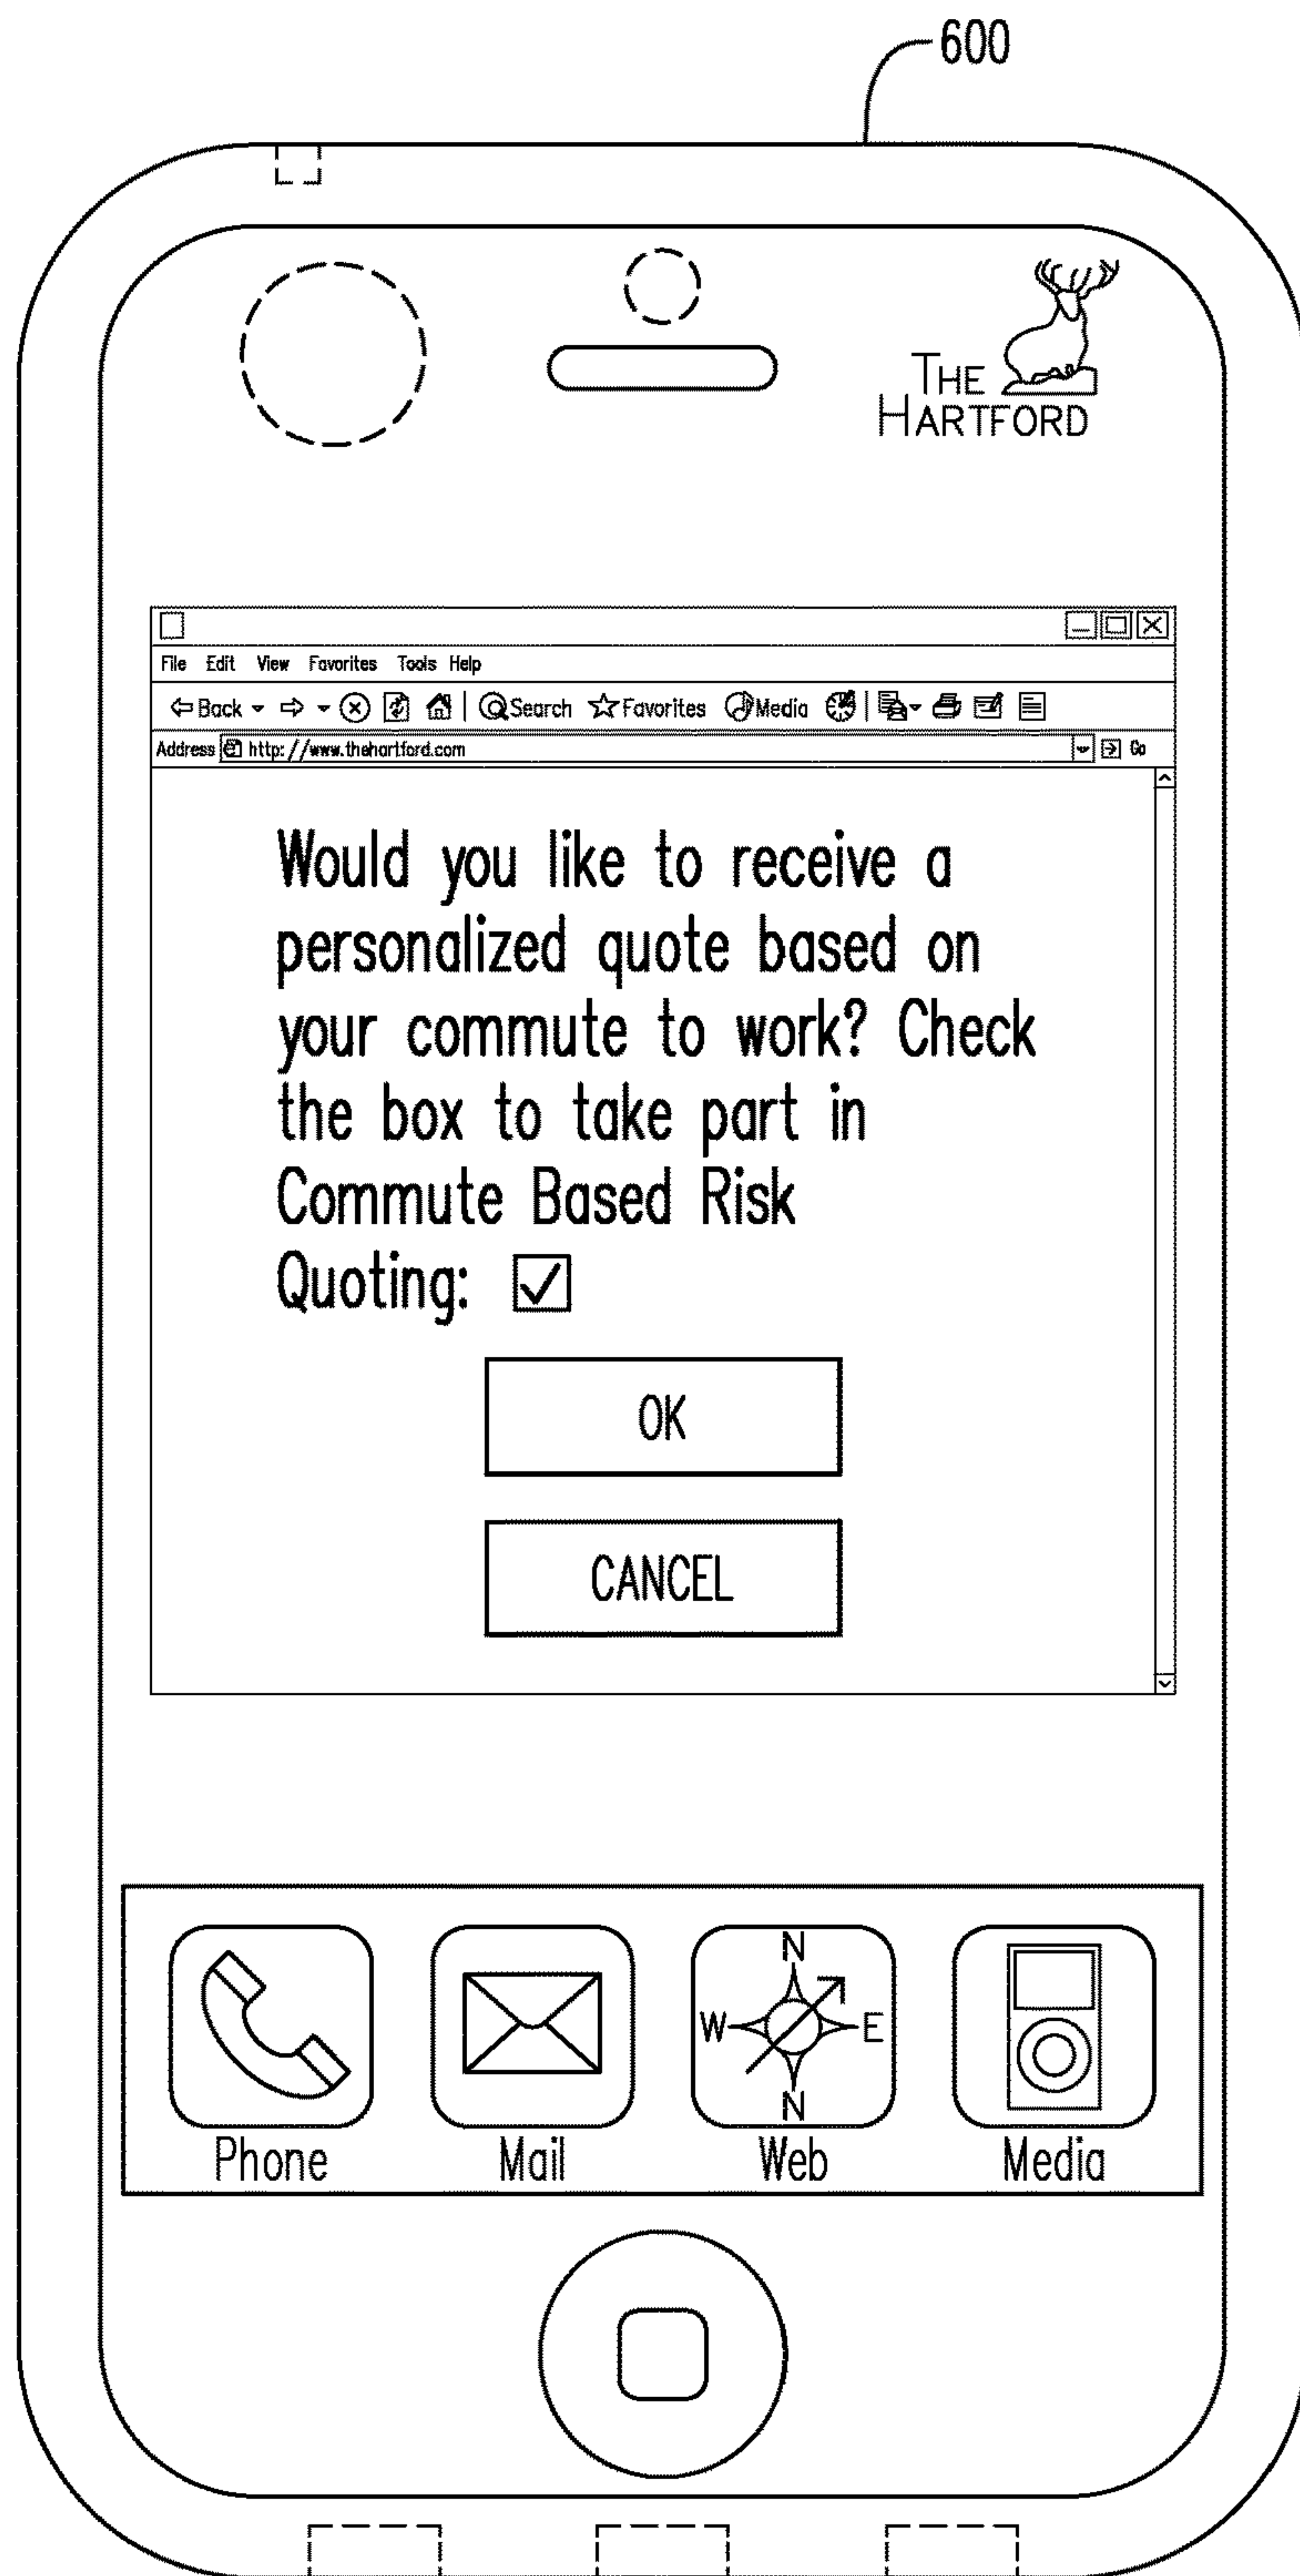 600
THE
HARTFORD
File Edit View Favorites Tools Help
Back Search Favorites Media
Address http://www.thehartford.com Go
Would you like to receive a
personalized quote based on
your commute to work? Check
the box to take part in
Commute Based Risk
Quoting:
OK
CANCEL
N
W E
N
Phone Mail Web Media